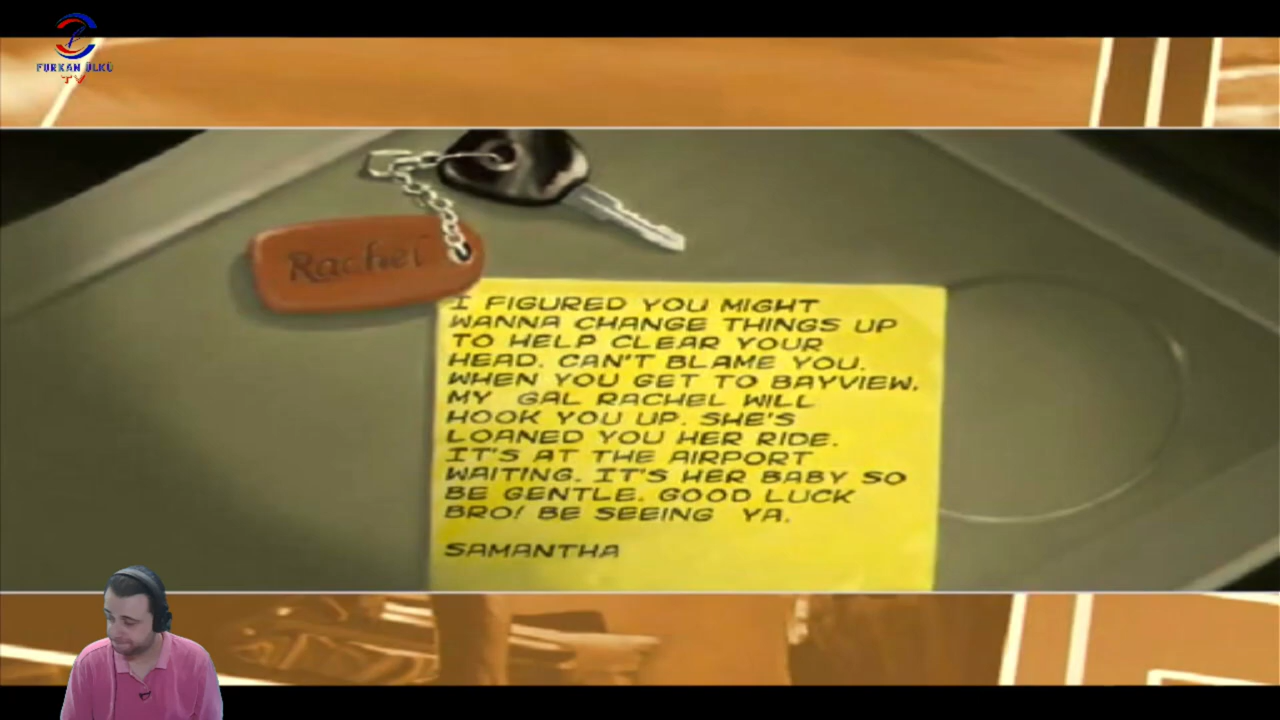 FURKAN ÜLKÜ
TV
Rachel
I FIGURED YOU MIGHT
WANNA CHANGE THINGS UP
TO HELP CLEAR YOUR
HEAD. CAN'T BLAME YOU.
WHEN YOU GET TO BAYVIEW.
MY GAL RACHEL WILL
HOOK YOU UP. SHE'S
LOANED YOU HER RIDE.
IT'S AT THE AIRPORT
WAITING. IT'S HER BABY SO
BE GENTLE. GOOD LUCK
BRO! BE SEEING YA.
SAMANTHA